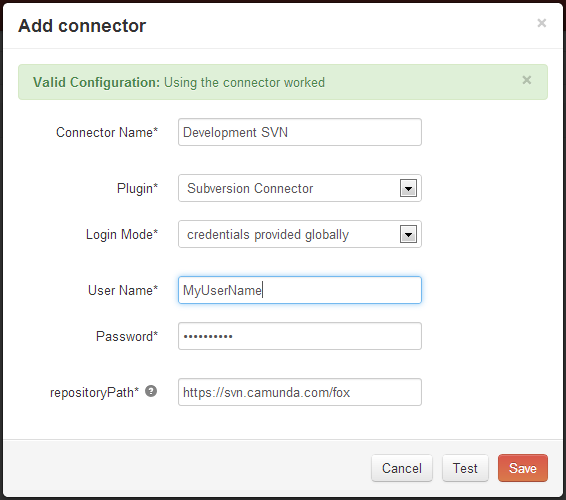 Add connector ×
Valid Configuration: Using the connector worked ×
Connector Name* Development SVN
Plugin* Subversion Connector
Login Mode* credentials provided globally
User Name* MyUserName
Password* ••••••••••
repositoryPath* ? https://svn.camunda.com/fox
Cancel Test Save